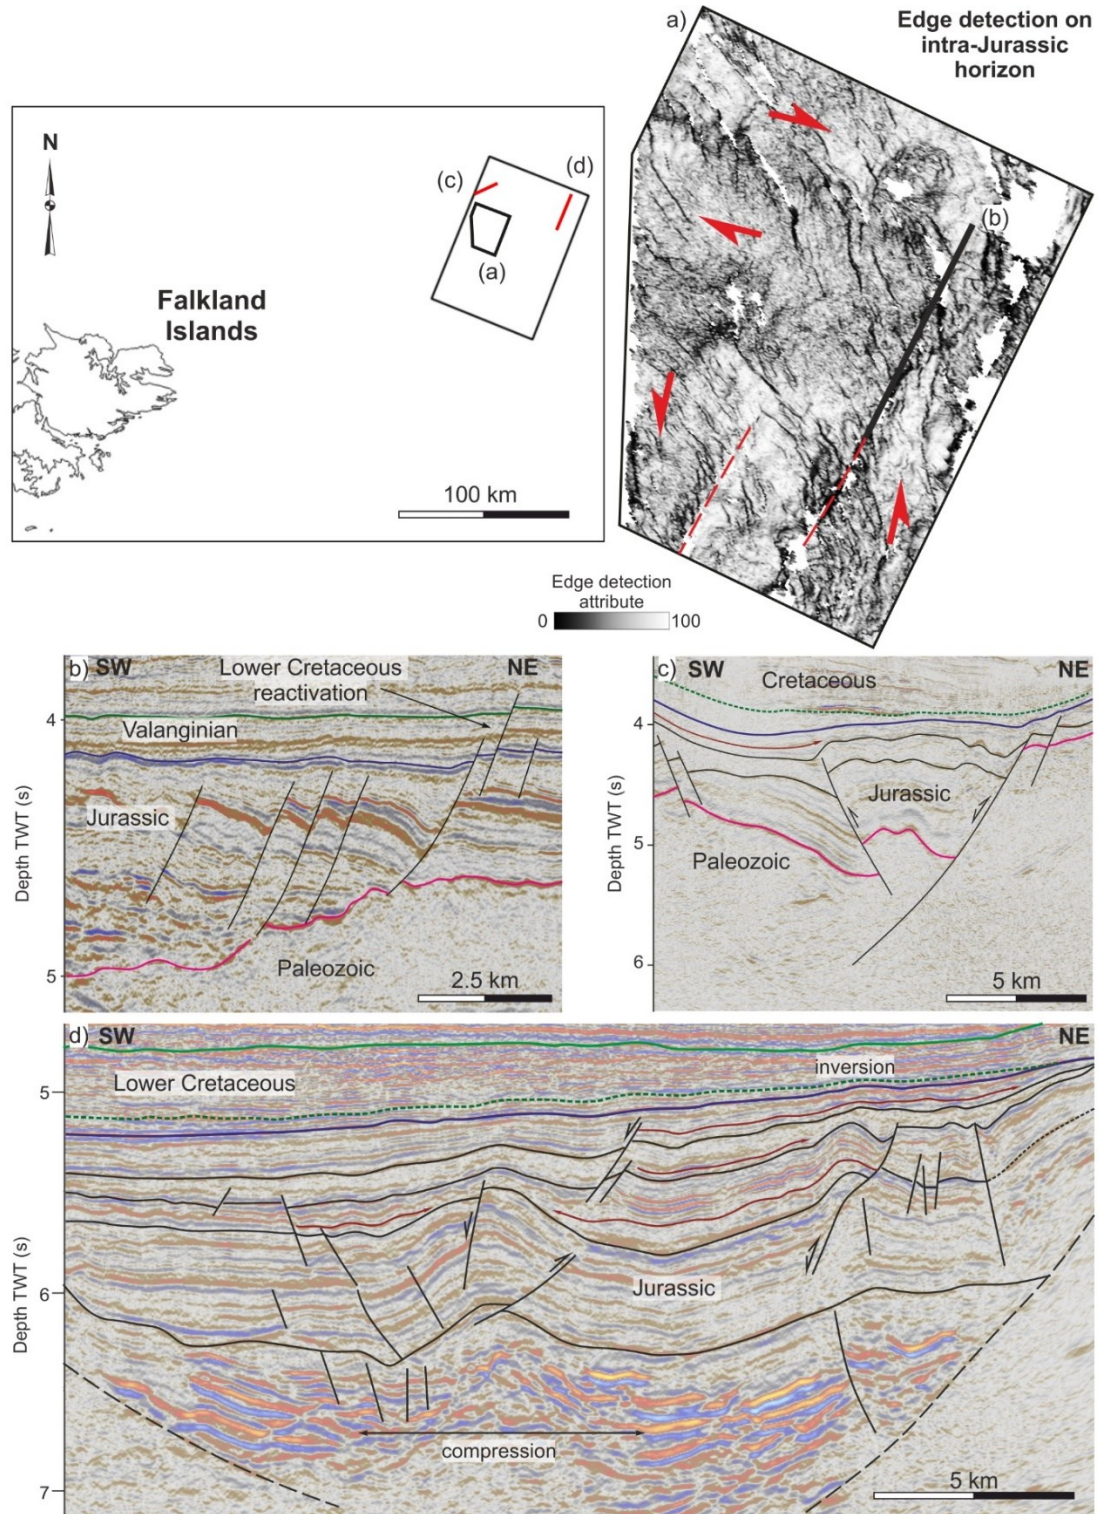 a)
Edge detection on
intra-Jurassic
horizon
N
(c)
(d)
(a)
(b)
Falkland
Islands
100 km
Edge detection
attribute
0
100
b) SW
Lower Cretaceous
reactivation
NE
4
Valanginian
Jurassic
Depth TWT (s)
Paleozoic
5
2.5 km
c) SW
NE
Cretaceous
4
Jurassic
Depth TWT (s)
5
Paleozoic
6
5 km
d) SW
NE
inversion
5
Lower Cretaceous
Depth TWT (s)
6
Jurassic
compression
7
5 km